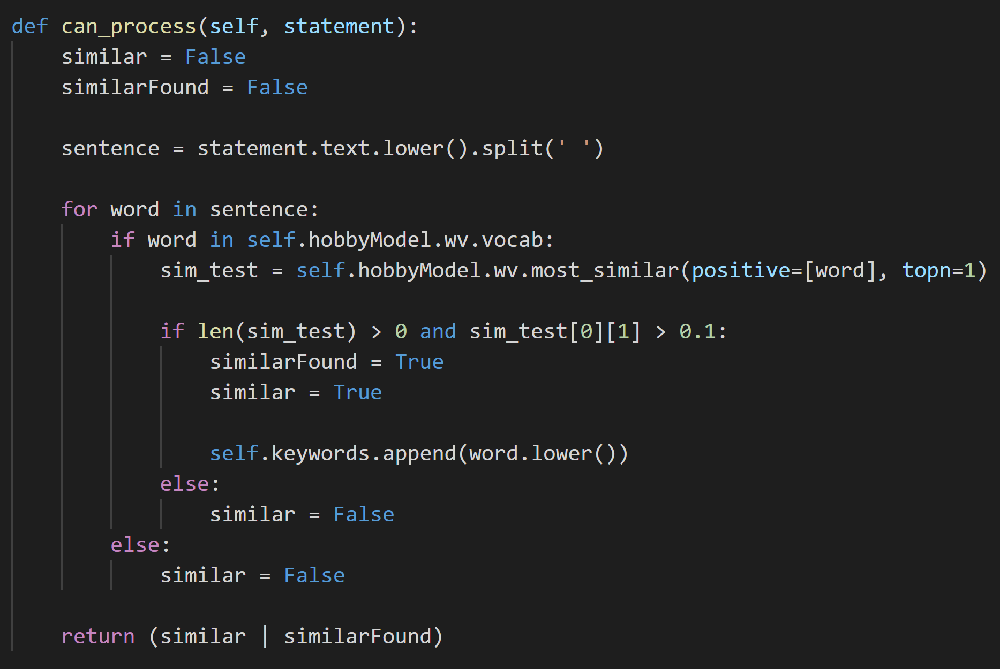 def can_process(self, statement):
    similar = False
    similarFound = False

    sentence = statement.text.lower().split(' ')

    for word in sentence:
        if word in self.hobbyModel.wv.vocab:
            sim_test = self.hobbyModel.wv.most_similar(positive=[word], topn=1)

            if len(sim_test) > 0 and sim_test[0][1] > 0.1:
                similarFound = True
                similar = True

                self.keywords.append(word.lower())
            else:
                similar = False
        else:
            similar = False

    return (similar | similarFound)